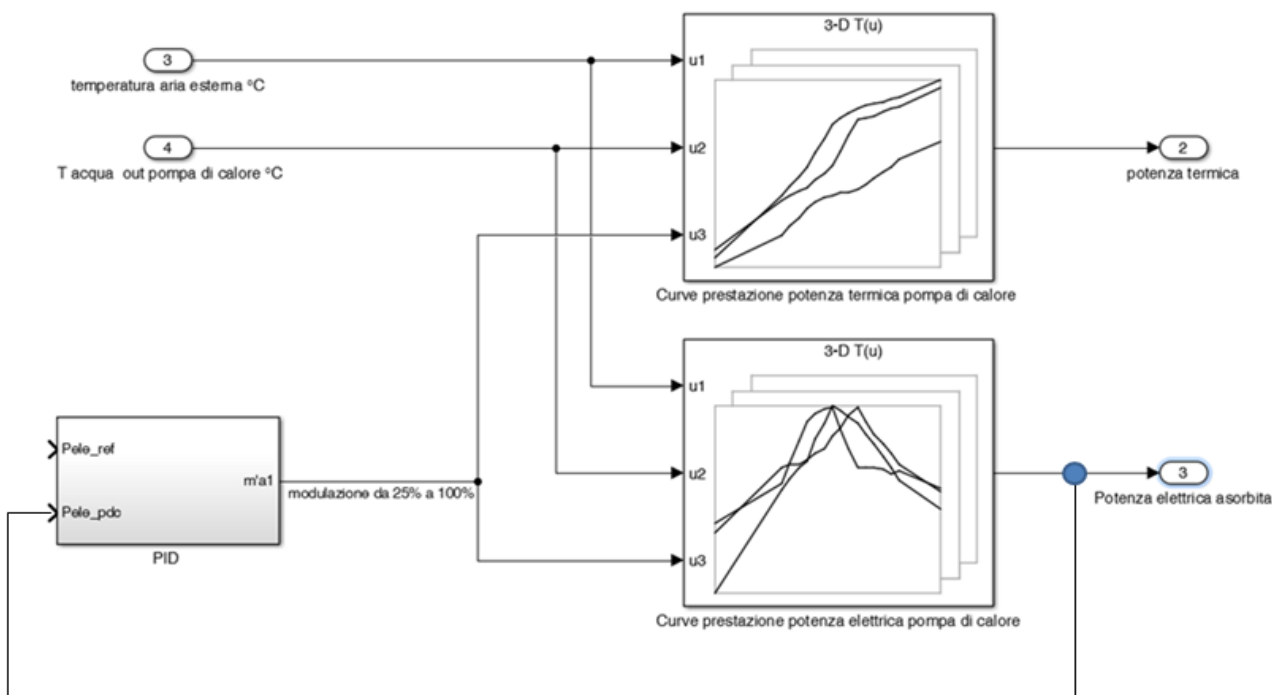 3-D T(u)
3
u1
temperatura aria esterna ºC
4
u2
2
T acqua out pompa di calore ºC
potenza termica
u3
Curve prestazione potenza termica pompa di calore
3-D T(u)
u1
Pele_ref
m'a1
u2
3
modulazione da 25% a 100%
Potenza elettrica asorbita
Pele_pdc
PID
u3
Curve prestazione potenza elettrica pompa di calore